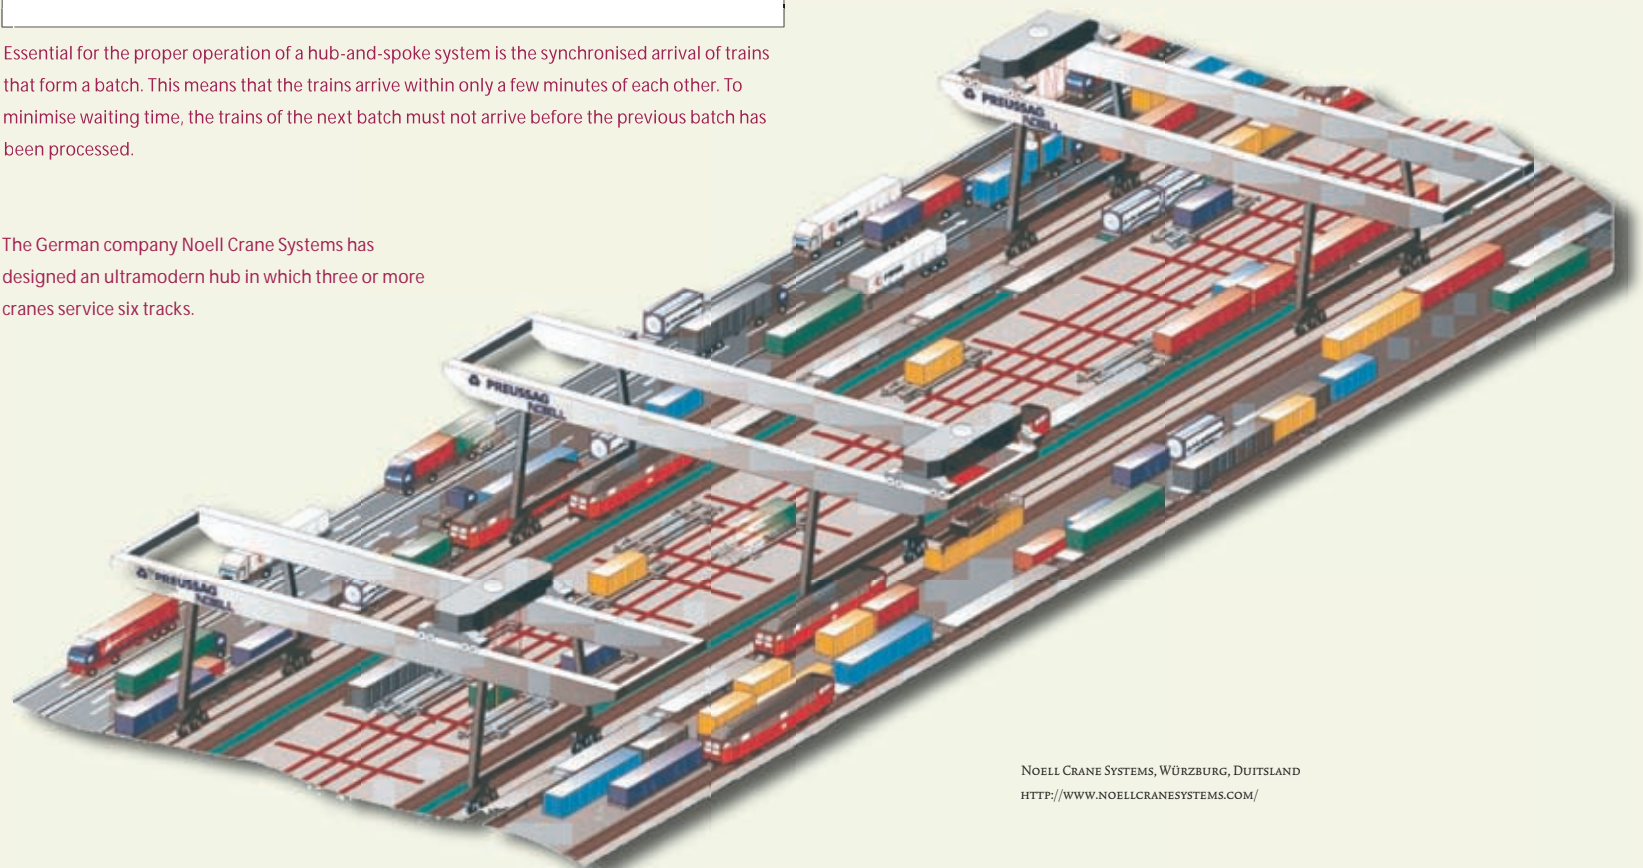 Essential for the proper operation of a hub-and-spoke system is the synchronised arrival of trains
that form a batch. This means that the trains arrive within only a few minutes of each other. To
minimise waiting time, the trains of the next batch must not arrive before the previous batch has
been processed.
The German company Noell Crane Systems has
designed an ultramodern hub in which three or more
cranes service six tracks.
PREUSSAG
NOELL
PREUSSAG
NOELL
PREUSSAG
NOELL
Noell Crane Systems, Würzburg, Duitsland
http://www.noellcranesystems.com/